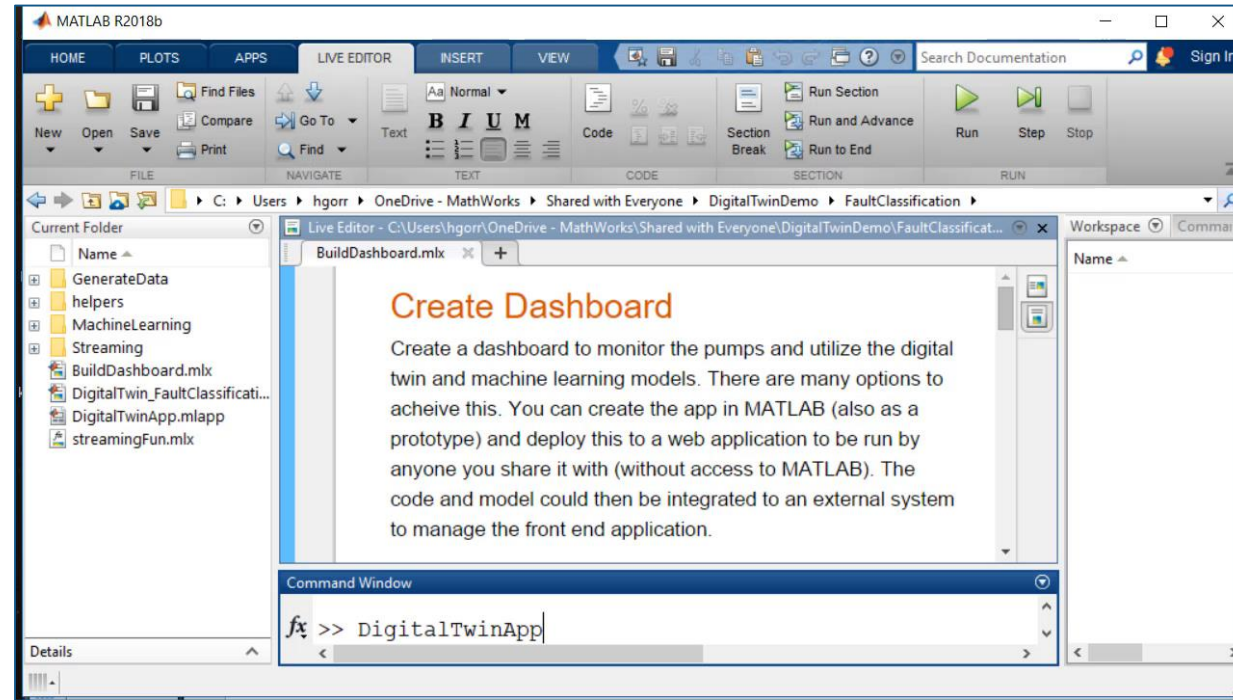 MATLAB R2018b
HOME PLOTS APPS LIVE EDITOR INSERT VIEW Search Documentation Sign In
New Open Save Find Files Compare Print
FILE
Go To Find
NAVIGATE
Text Aa Normal B I U M
TEXT
Code
CODE
Section Break Run Section Run and Advance Run to End
SECTION
Run Step Stop
RUN
C: Users hgorr OneDrive - MathWorks Shared with Everyone DigitalTwinDemo FaultClassification
Current Folder
Name
GenerateData
helpers
MachineLearning
Streaming
BuildDashboard.mlx
DigitalTwin_FaultClassificati...
DigitalTwinApp.mlapp
streamingFun.mlx
Details
Live Editor - C:\Users\hgorr\OneDrive - MathWorks\Shared with Everyone\DigitalTwinDemo\FaultClassificat...
BuildDashboard.mlx
Create Dashboard
Create a dashboard to monitor the pumps and utilize the digital
twin and machine learning models. There are many options to
acheive this. You can create the app in MATLAB (also as a
prototype) and deploy this to a web application to be run by
anyone you share it with (without access to MATLAB). The
code and model could then be integrated to an external system
to manage the front end application.
Command Window
fx >> DigitalTwinApp
Workspace Comma
Name